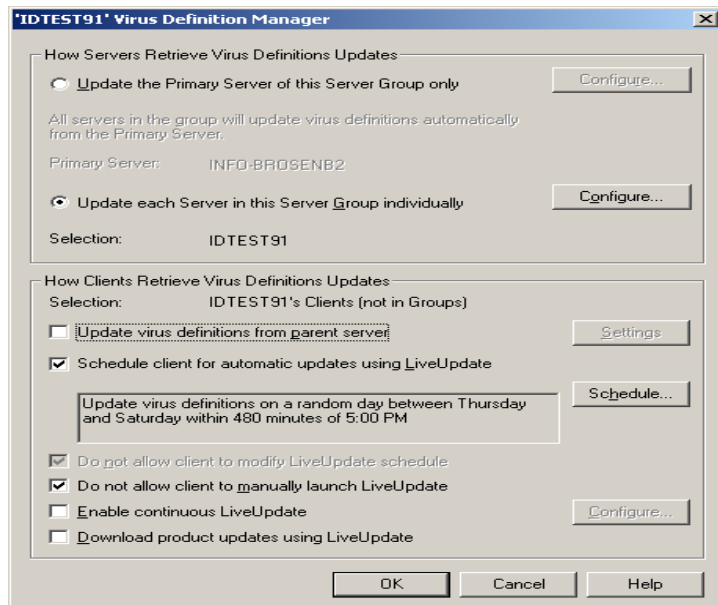 'IDTEST91' Virus Definition Manager
How Servers Retrieve Virus Definitions Updates
Update the Primary Server of this Server Group only
Configure...
All servers in the group will update virus definitions automatically
from the Primary Server.
Primary Server: INFO-BROSENB2
Update each Server in this Server Group individually
Configure...
Selection: IDTEST91
How Clients Retrieve Virus Definitions Updates
Selection: IDTEST91's Clients (not in Groups)
Update virus definitions from parent server
Settings
Schedule client for automatic updates using LiveUpdate
Schedule...
Update virus definitions on a random day between Thursday
and Saturday within 480 minutes of 5:00 PM
Do not allow client to modify LiveUpdate schedule
Do not allow client to manually launch LiveUpdate
Enable continuous LiveUpdate
Configure...
Download product updates using LiveUpdate
OK Cancel Help